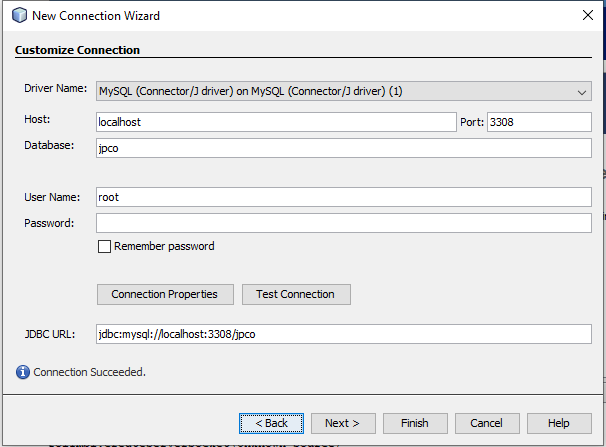 New Connection Wizard
Customize Connection
Driver Name: MySQL (Connector/J driver) on MySQL (Connector/J driver) (1)
Host: localhost Port: 3308
Database: jpco
User Name: root
Password:
Remember password
Connection Properties Test Connection
JDBC URL: jdbc:mysql://localhost:3308/jpco
Connection Succeeded.
< Back Next > Finish Cancel Help